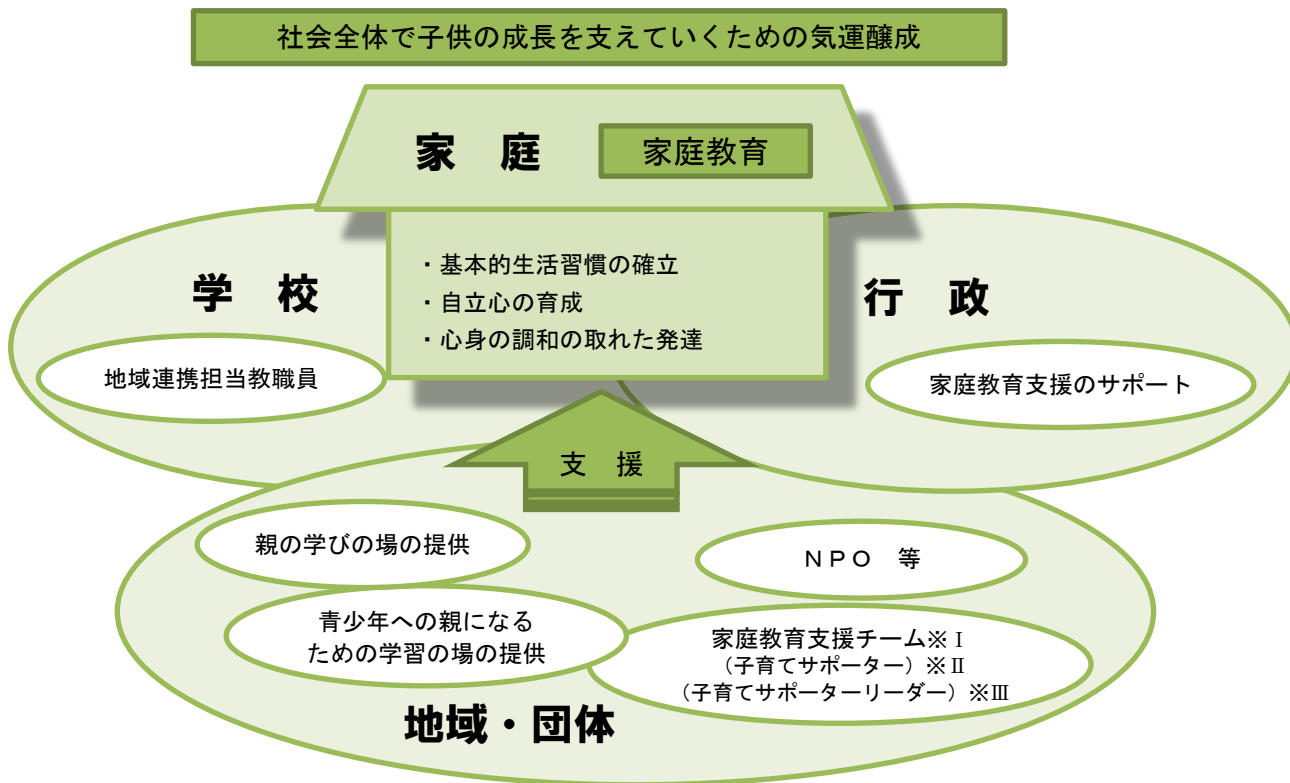 社会全体で子供の成長を支えていくための気運醸成
家　庭
家庭教育
・基本的生活習慣の確立
・自立心の育成
・心身の調和の取れた発達
学　校
地域連携担当教職員
行　政
家庭教育支援のサポート
支　援
親の学びの場の提供
ＮＰＯ　等
青少年への親になる
ための学習の場の提供
家庭教育支援チーム※Ⅰ
（子育てサポーター）※Ⅱ
（子育てサポーターリーダー）※Ⅲ
地域・団体